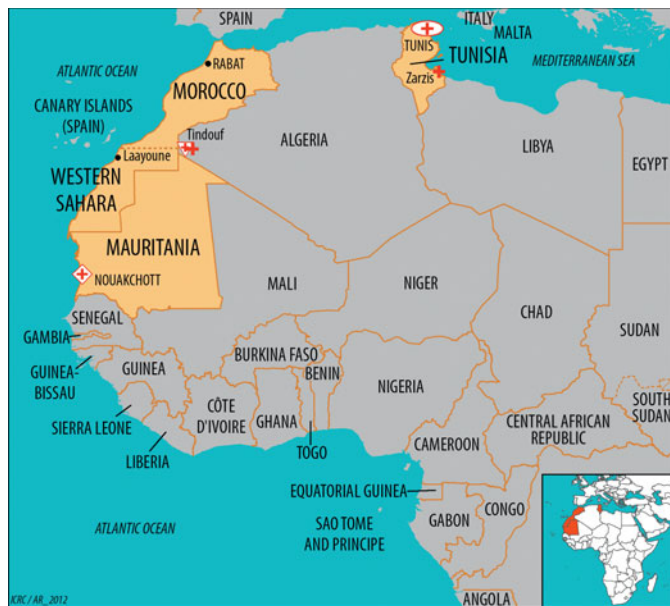 SPAIN
ITALY
MALTA
TUNIS
TUNISIA
MEDITERRANEAN SEA
RABAT
ATLANTIC OCEAN
Zarzis
MOROCCO
CANARY ISLANDS
(SPAIN)
Tindouf
ALGERIA
LIBYA
EGYPT
Laayoune
WESTERN
SAHARA
MAURITANIA
NOUAKCHOTT
MALI
NIGER
CHAD
SUDAN
SENEGAL
GAMBIA
GUINEA-
BISSAU
GUINEA
BURKINA FASO
BENIN
NIGERIA
SOUTH
SUDAN
SIERRA LEONE
CÔTE
D'IVOIRE
GHANA
CENTRAL AFRICAN
REPUBLIC
CAMEROON
LIBERIA
TOGO
EQUATORIAL GUINEA
SAO TOME
AND PRINCIPE
GABON
CONGO
ATLANTIC OCEAN
ANGOLA
ICRC / AR_2012